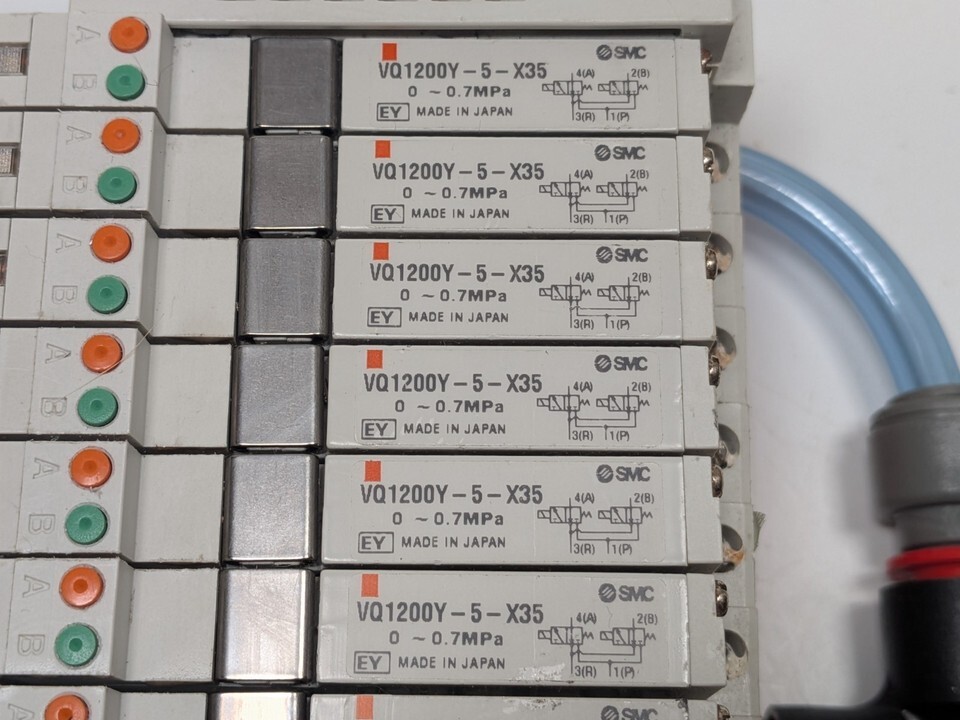 A
B
SMC
VQ1200Y-5-X35
0 ~ 0.7MPa
4(A) 2(B)
EY MADE IN JAPAN
3(R) 1(P)
A
B
SMC
VQ1200Y-5-X35
0 ~ 0.7MPa
4(A) 2(B)
EY MADE IN JAPAN
3(R) 1(P)
A
B
SMC
VQ1200Y-5-X35
0 ~ 0.7MPa
4(A) 2(B)
EY MADE IN JAPAN
3(R) 1(P)
A
B
SMC
VQ1200Y-5-X35
0 ~ 0.7MPa
4(A) 2(B)
EY MADE IN JAPAN
3(R) 1(P)
A
B
SMC
VQ1200Y-5-X35
0 ~ 0.7MPa
4(A) 2(B)
EY MADE IN JAPAN
3(R) 1(P)
A
B
SMC
VQ1200Y-5-X35
0 ~ 0.7MPa
4(A) 2(B)
EY MADE IN JAPAN
3(R) 1(P)
SMC